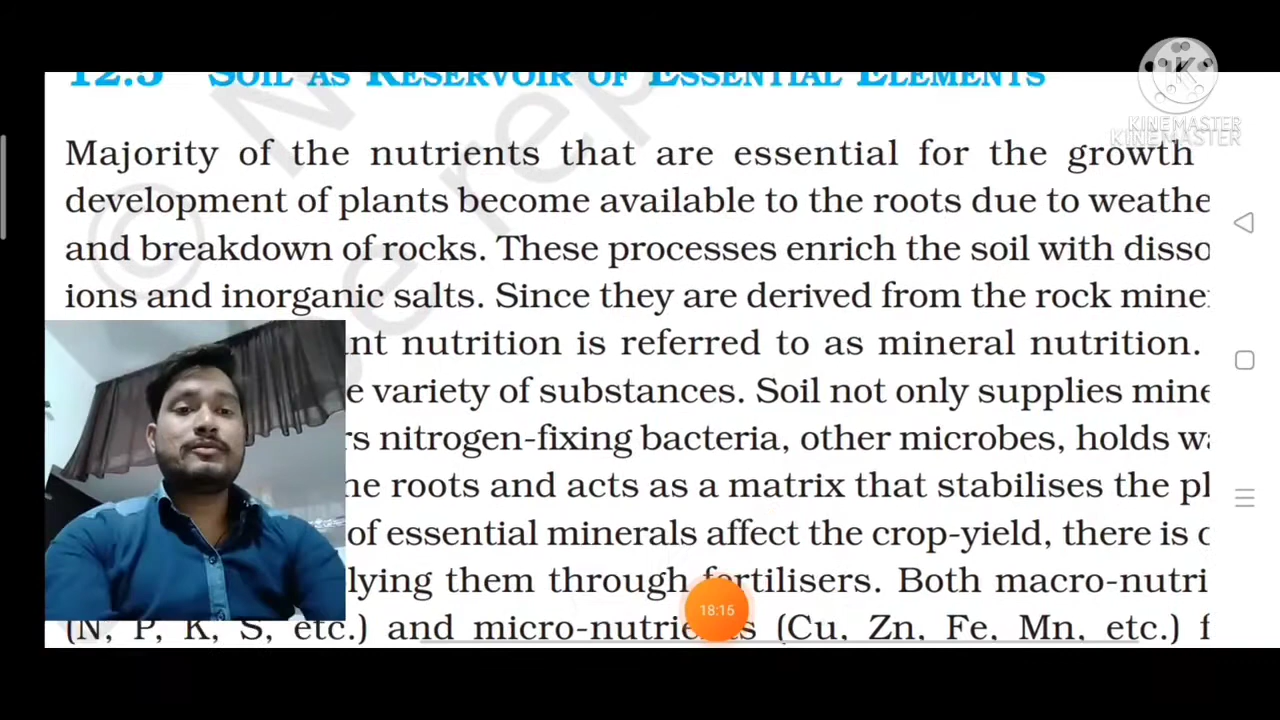 12.5 SOIL AS RESERVOIR OF ESSENTIAL ELEMENTS
KINEMASTER
KINEMASTER
Majority of the nutrients that are essential for the growth
development of plants become available to the roots due to weathe
and breakdown of rocks. These processes enrich the soil with disso
ions and inorganic salts. Since they are derived from the rock mine
nt nutrition is referred to as mineral nutrition.
e variety of substances. Soil not only supplies mine
rs nitrogen-fixing bacteria, other microbes, holds wa
he roots and acts as a matrix that stabilises the pl
of essential minerals affect the crop-yield, there is
lying them through fertilisers. Both macro-nutri
18:16
(N, P, K, S, etc.) and micro-nutrients (Cu, Zn, Fe, Mn, etc.) f